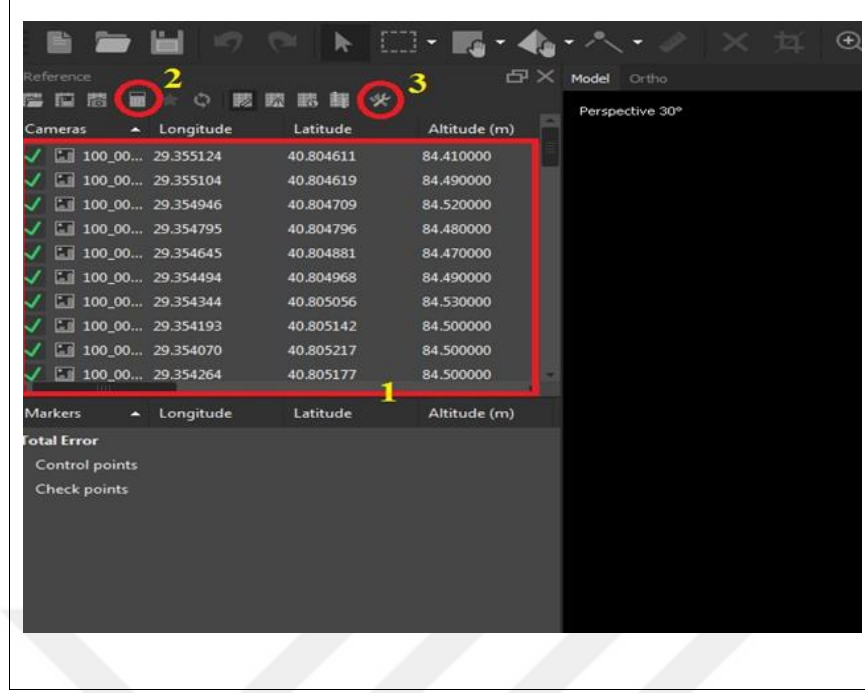 Reference
2
3
Model Ortho
Perspective 30°
Cameras Longitude Latitude Altitude (m)
100_00... 29.355124 40.804611 84.410000
100_00... 29.355104 40.804619 84.490000
100_00... 29.354946 40.804709 84.520000
100_00... 29.354795 40.804796 84.480000
100_00... 29.354645 40.804881 84.470000
100_00... 29.354494 40.804968 84.490000
100_00... 29.354344 40.805056 84.530000
100_00... 29.354193 40.805142 84.500000
100_00... 29.354070 40.805217 84.500000
100_00... 29.354264 40.805177 84.500000
1
Markers Longitude Latitude Altitude (m)
Total Error
Control points
Check points